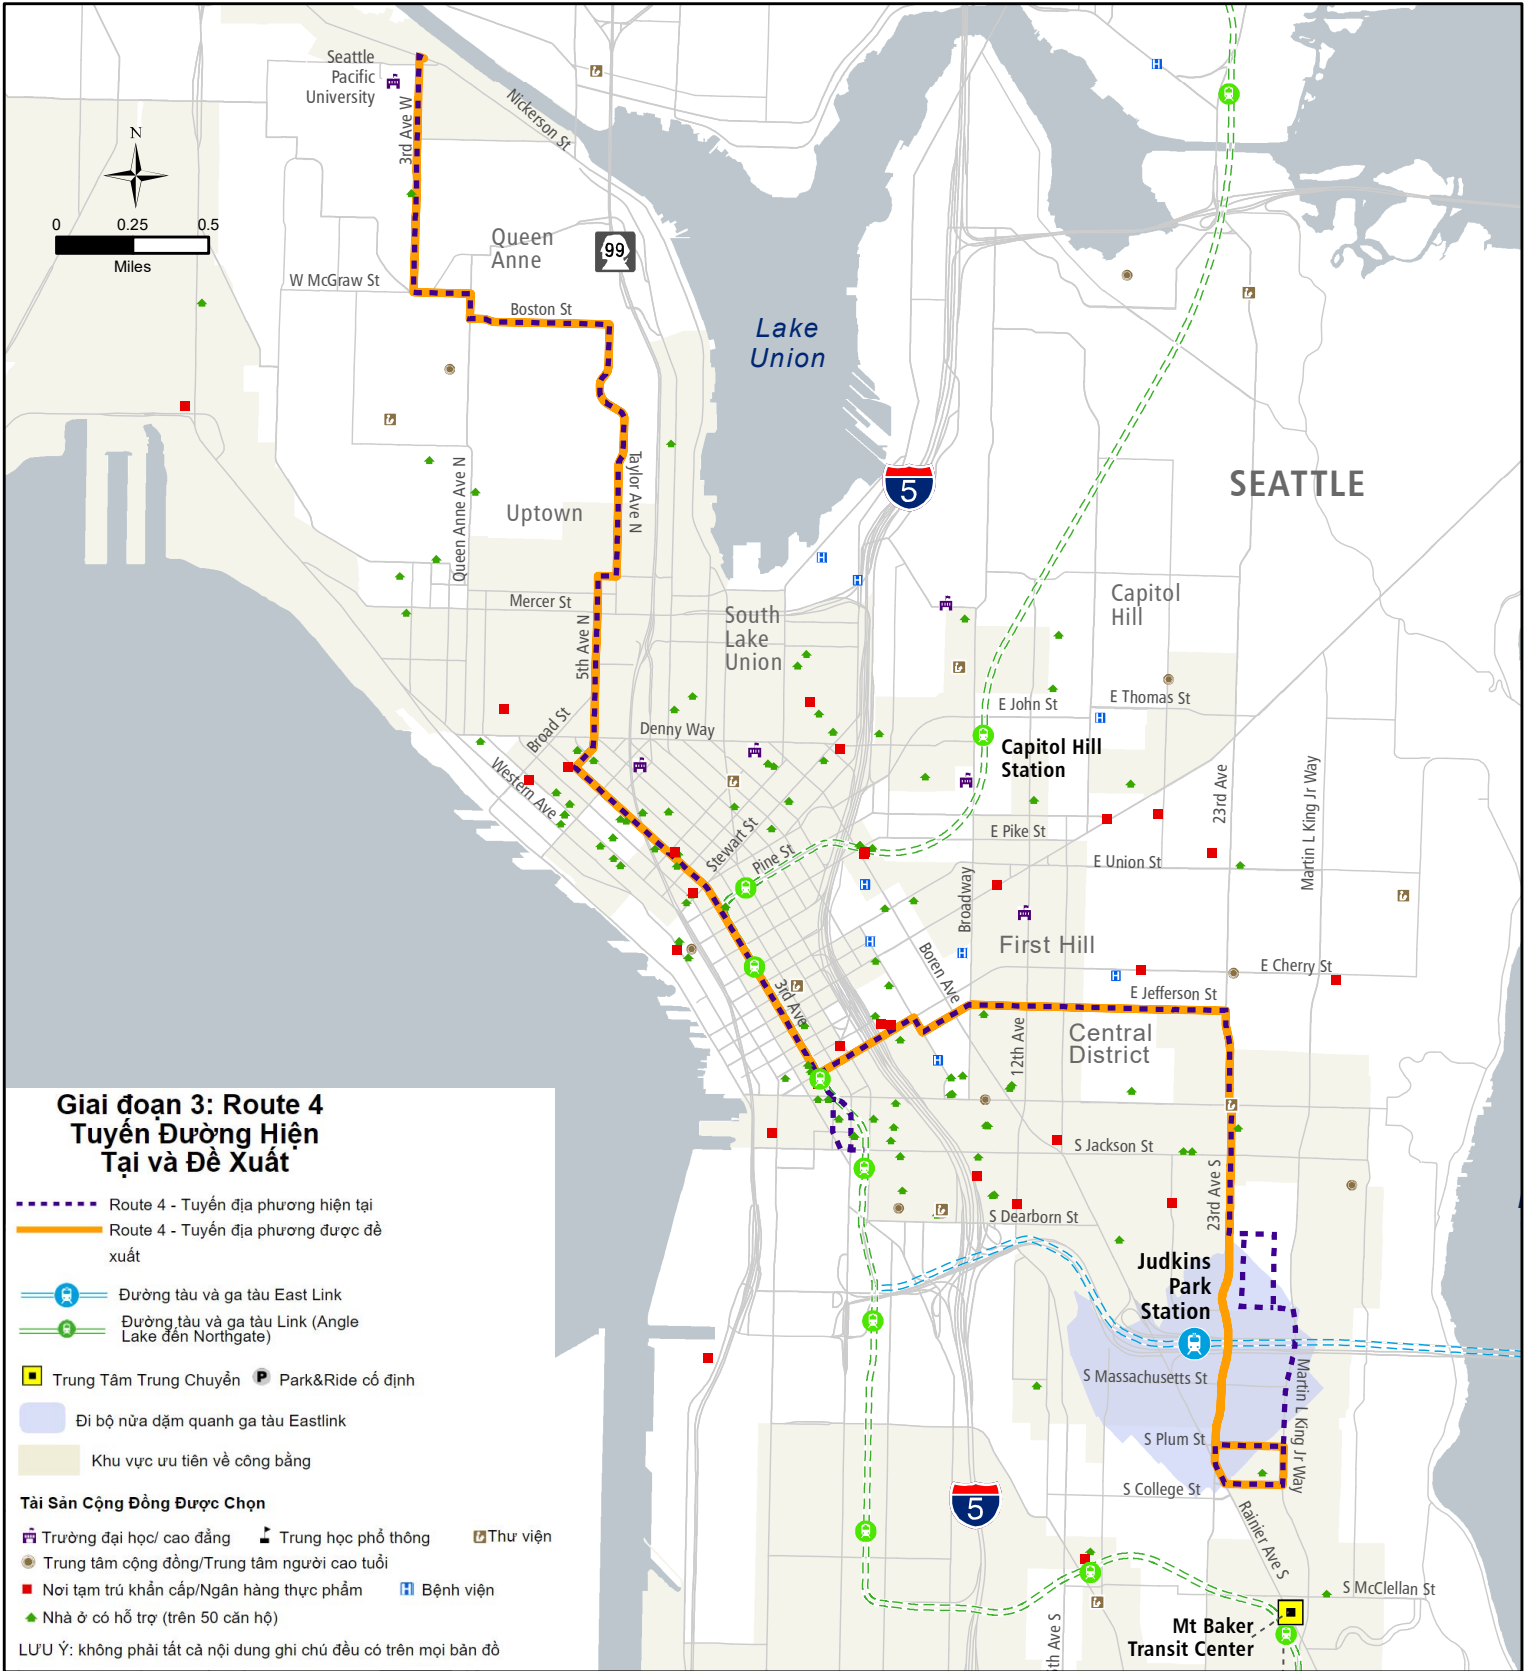 Seattle
Pacific
University
3rd Ave W
Nickerson St
N
0 0.25 0.5
Miles
Queen
Anne
99
W McGraw St
Boston St
Lake
Union
5
SEATTLE
Taylor Ave N
Queen Anne Ave N
Uptown
Mercer St
5th Ave N
South
Lake
Union
Capitol
Hill
E John St
E Thomas St
Broad St
Denny Way
Western Ave
Capitol Hill
Station
Stewart St
Pine St
E Pike St
E Union St
23rd Ave
Martin L King Jr Way
Broadway
First Hill
Boren Ave
3rd Ave
E Cherry St
E Jefferson St
12th Ave
Central
District
S Jackson St
23rd Ave S
S Dearborn St
Judkins
Park
Station
S Massachusetts St
Martin L King Jr Way
S Plum St
S College St
5
Rainier Ave S
S McClellan St
Mt Baker
Transit Center
th Ave S
Giai đoạn 3: Route 4
Tuyến Đường Hiện
Tại và Đề Xuất
Route 4 - Tuyến địa phương hiện tại
Route 4 - Tuyến địa phương được đề
xuất
Đường tàu và ga tàu East Link
Đường tàu và ga tàu Link (Angle
Lake đến Northgate)
Trung Tâm Trung Chuyển P Park&Ride cố định
Đi bộ nửa dặm quanh ga tàu Eastlink
Khu vực ưu tiên về công bằng
Tài Sản Cộng Đồng Được Chọn
Trường đại học/ cao đẳng Trung học phổ thông Thư viện
Trung tâm cộng đồng/Trung tâm người cao tuổi
Nơi tạm trú khẩn cấp/Ngân hàng thực phẩm H Bệnh viện
Nhà ở có hỗ trợ (trên 50 căn hộ)
LƯU Ý: không phải tất cả nội dung ghi chú đều có trên mọi bản đồ